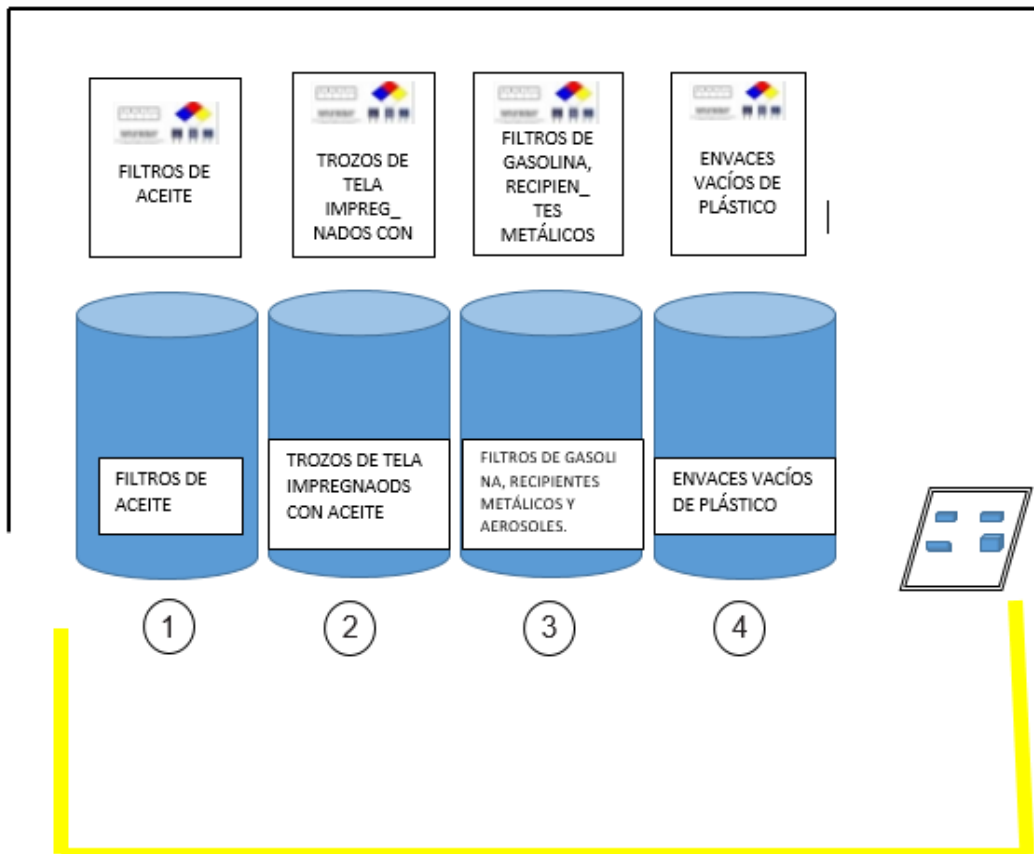 FILTROS DE
ACEITE
TROZOS DE
TELA
IMPREG_
NADOS CON
FILTROS DE
GASOLINA,
RECIPIEN_
TES
METÁLICOS
ENVACES
VACÍOS DE
PLÁSTICO
FILTROS DE
ACEITE
TROZOS DE TELA
IMPREGNAODS
CON ACEITE
FILTROS DE GASOLI
NA, RECIPIENTES
METÁLICOS Y
AEROSOLES.
ENVACES VACÍOS
DE PLÁSTICO
1
2
3
4